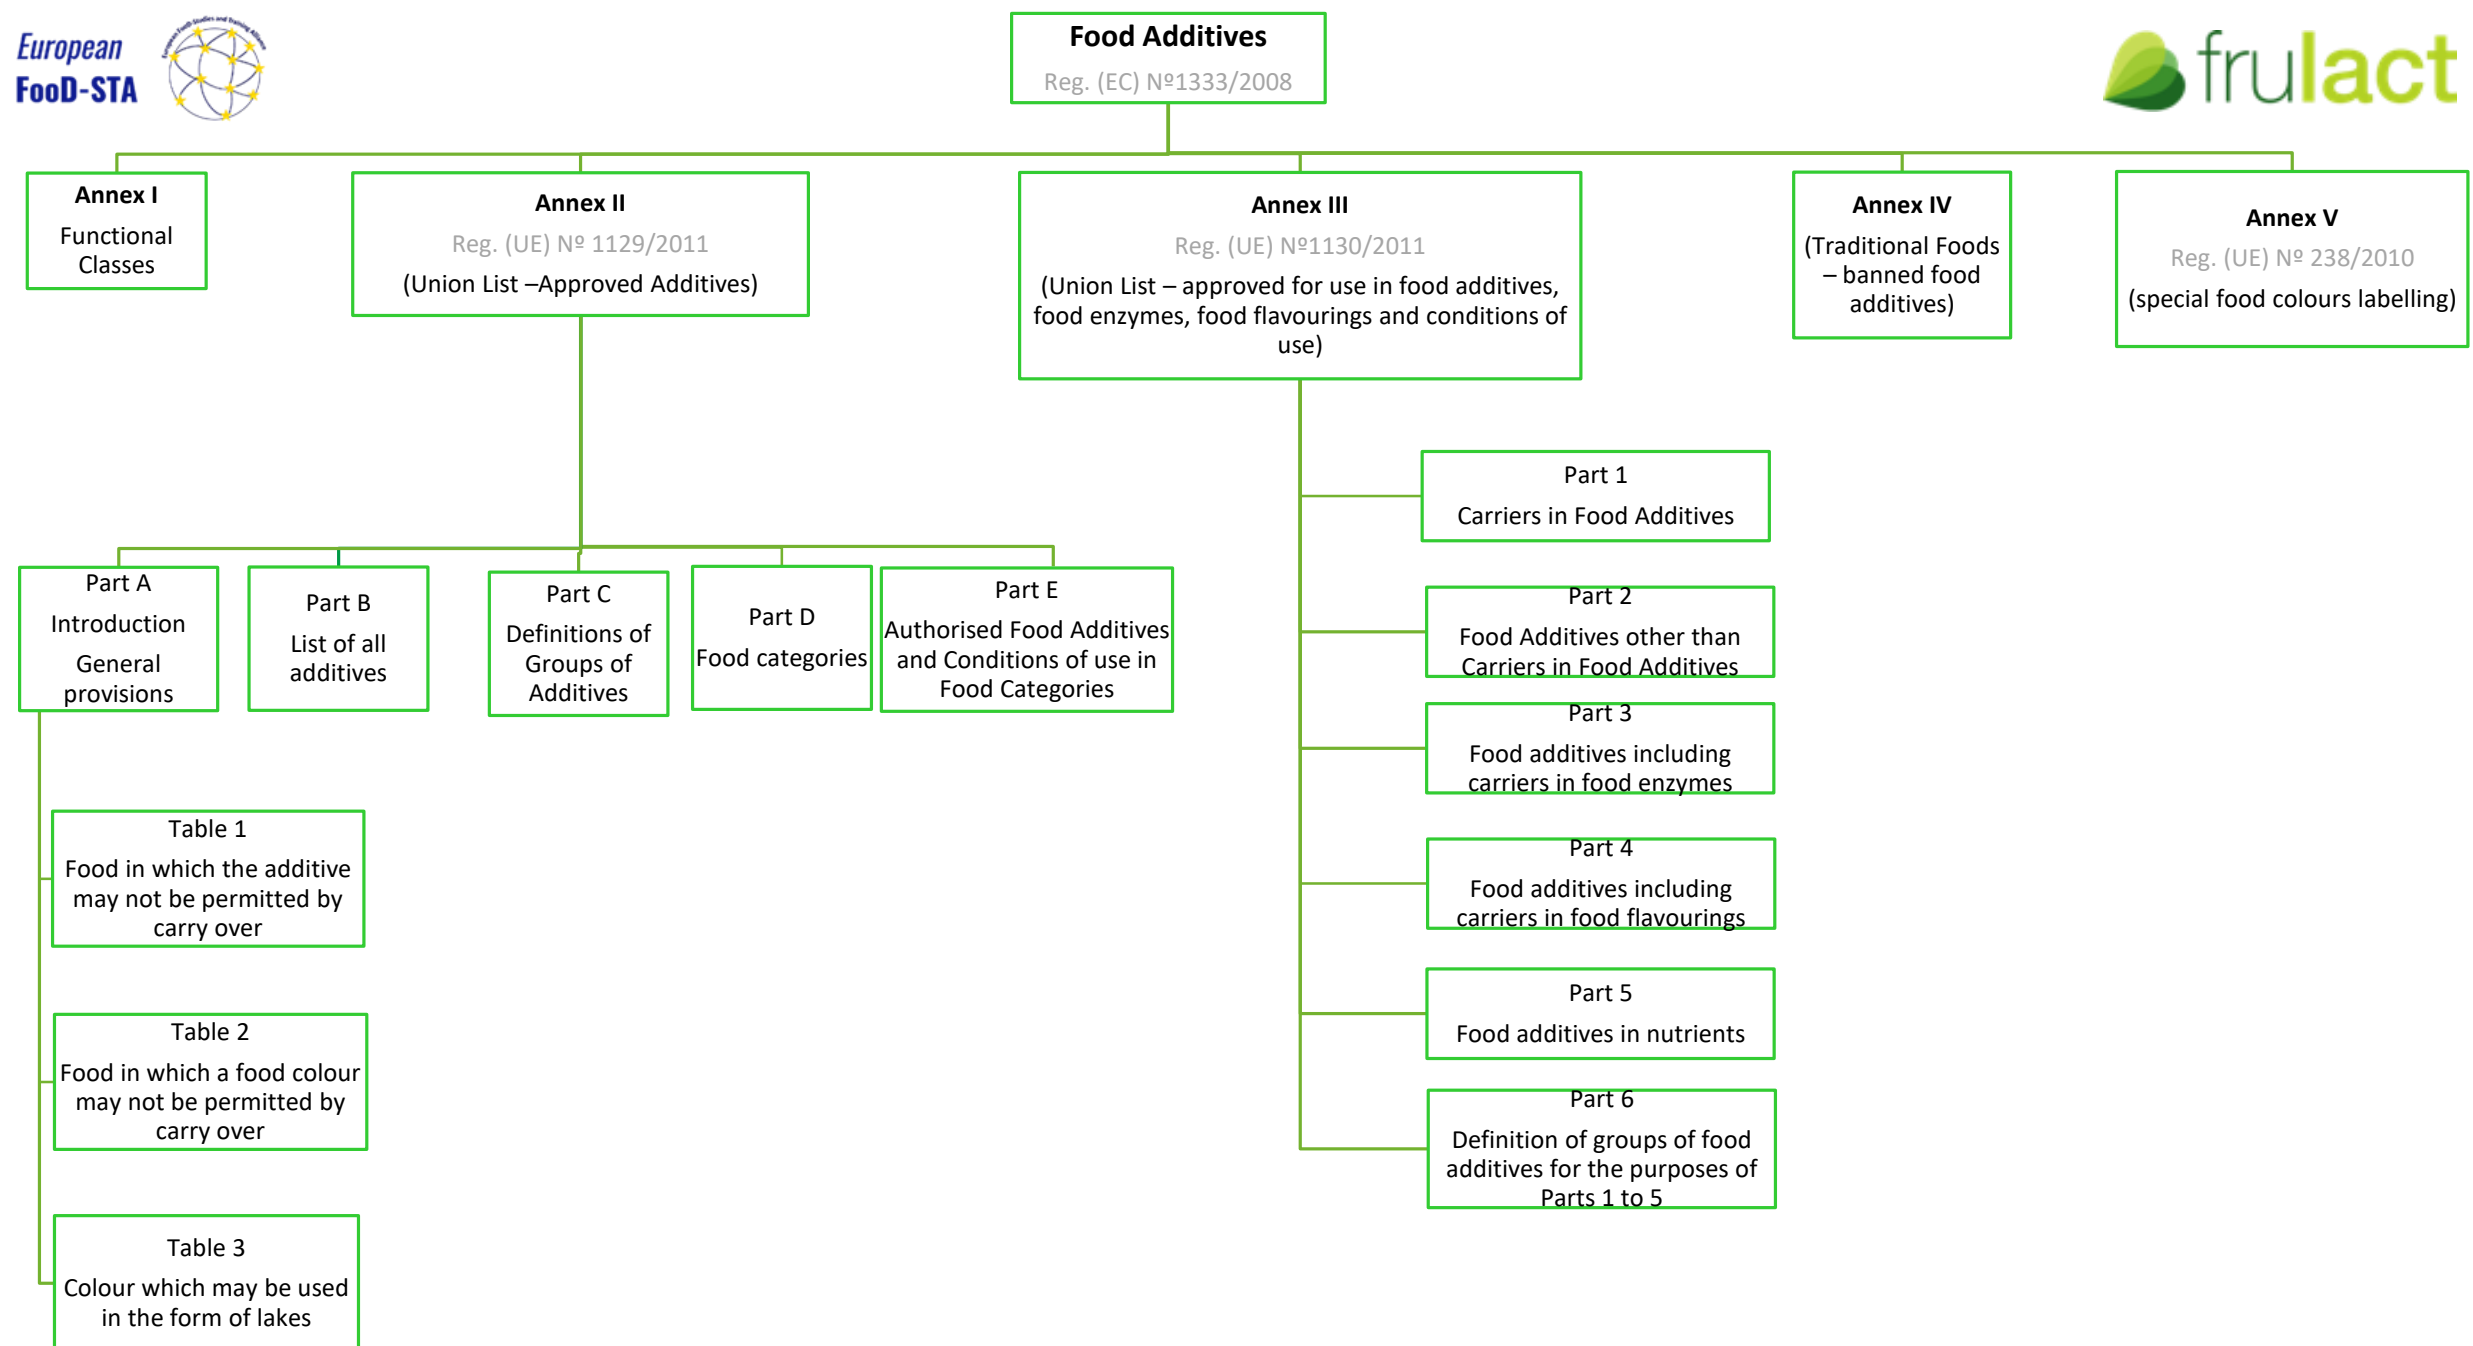 European
FooD-STA
European FooD-Studies and Training Alliance
frulact
Food Additives
Reg. (EC) Nº1333/2008
Annex I
Functional
Classes
Annex II
Reg. (UE) Nº 1129/2011
(Union List –Approved Additives)
Annex III
Reg. (UE) Nº1130/2011
(Union List – approved for use in food additives,
food enzymes, food flavourings and conditions of
use)
Annex IV
(Traditional Foods
– banned food
additives)
Annex V
Reg. (UE) Nº 238/2010
(special food colours labelling)
Part A
Introduction
General
provisions
Part B
List of all
additives
Part C
Definitions of
Groups of
Additives
Part D
Food categories
Part E
Authorised Food Additives
and Conditions of use in
Food Categories
Table 1
Food in which the additive
may not be permitted by
carry over
Table 2
Food in which a food colour
may not be permitted by
carry over
Table 3
Colour which may be used
in the form of lakes
Part 1
Carriers in Food Additives
Part 2
Food Additives other than
Carriers in Food Additives
Part 3
Food additives including
carriers in food enzymes
Part 4
Food additives including
carriers in food flavourings
Part 5
Food additives in nutrients
Part 6
Definition of groups of food
additives for the purposes of
Parts 1 to 5